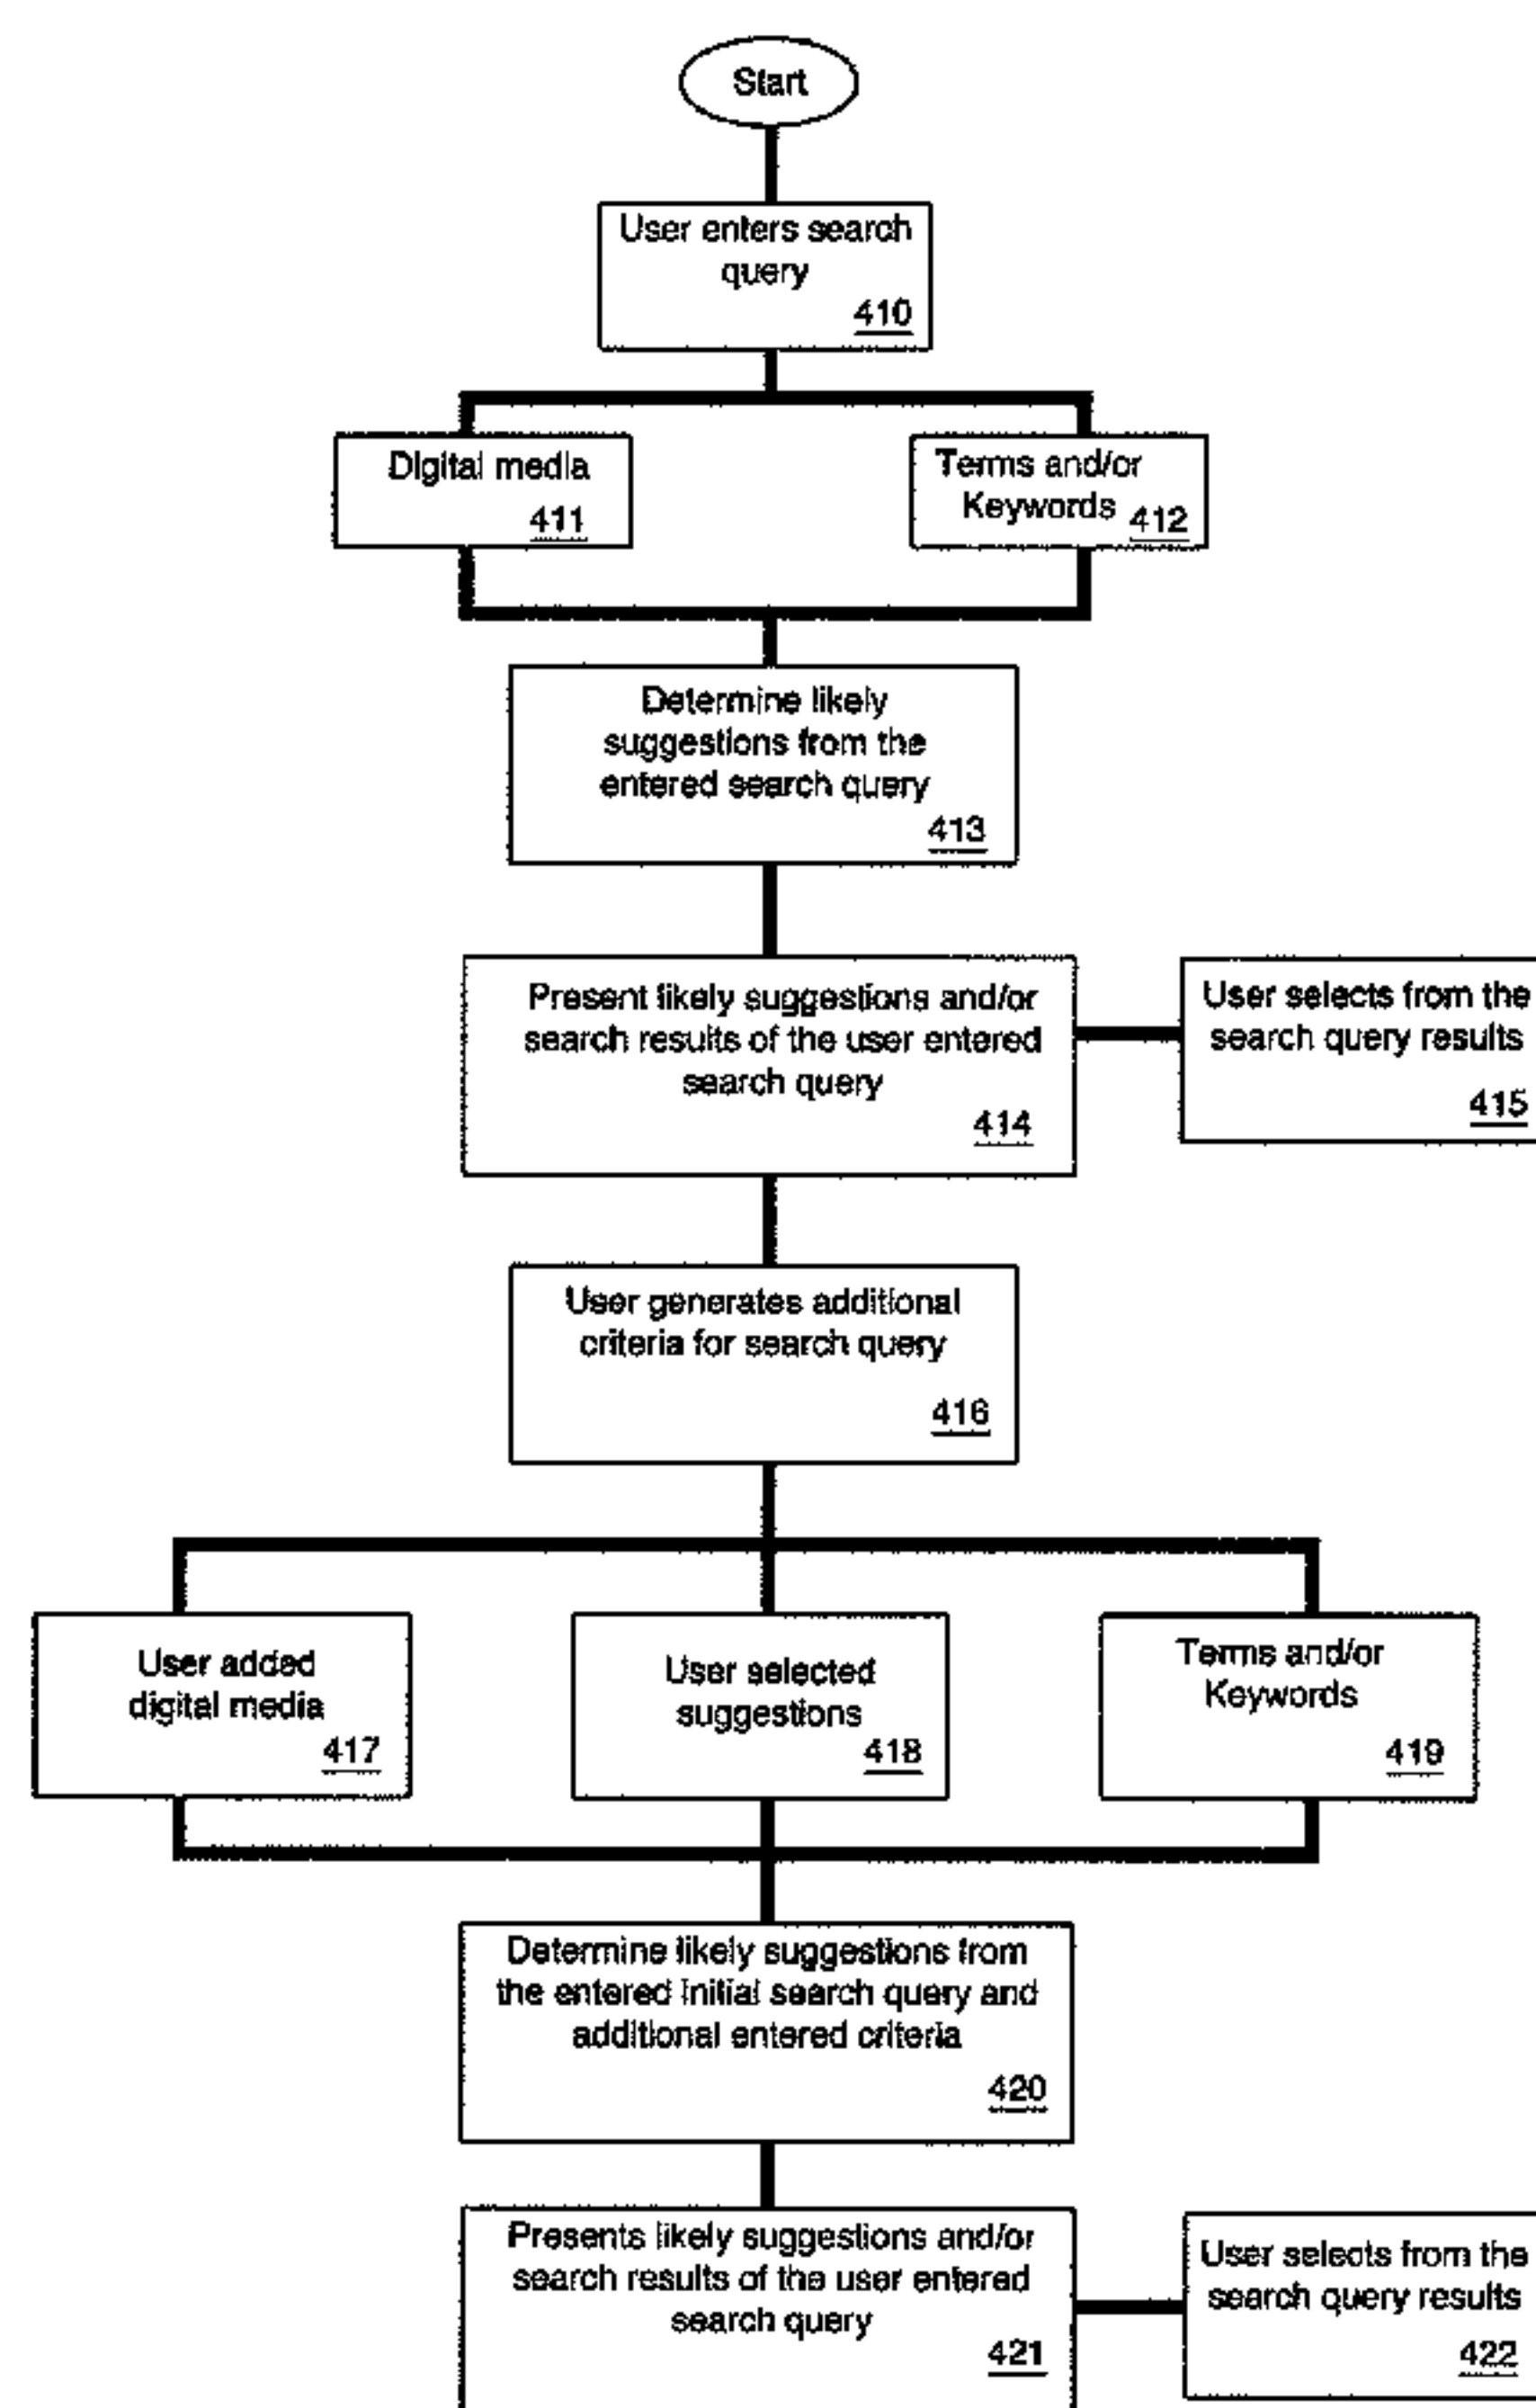 Start
User enters search
query
410
Digital media
411
Terms and/or
Keywords
412
Determine likely
suggestions from the
entered search query
413
Present likely suggestions and/or
search results of the user entered
search query
414
User selects from the
search query results
415
User generates additional
criteria for search query
416
User added
digital media
417
User selected
suggestions
418
Terms and/or
Keywords
419
Determine likely suggestions from
the entered initial search query and
additional entered criteria
420
Presents likely suggestions and/or
search results of the user entered
search query
421
User selects from the
search query results
422